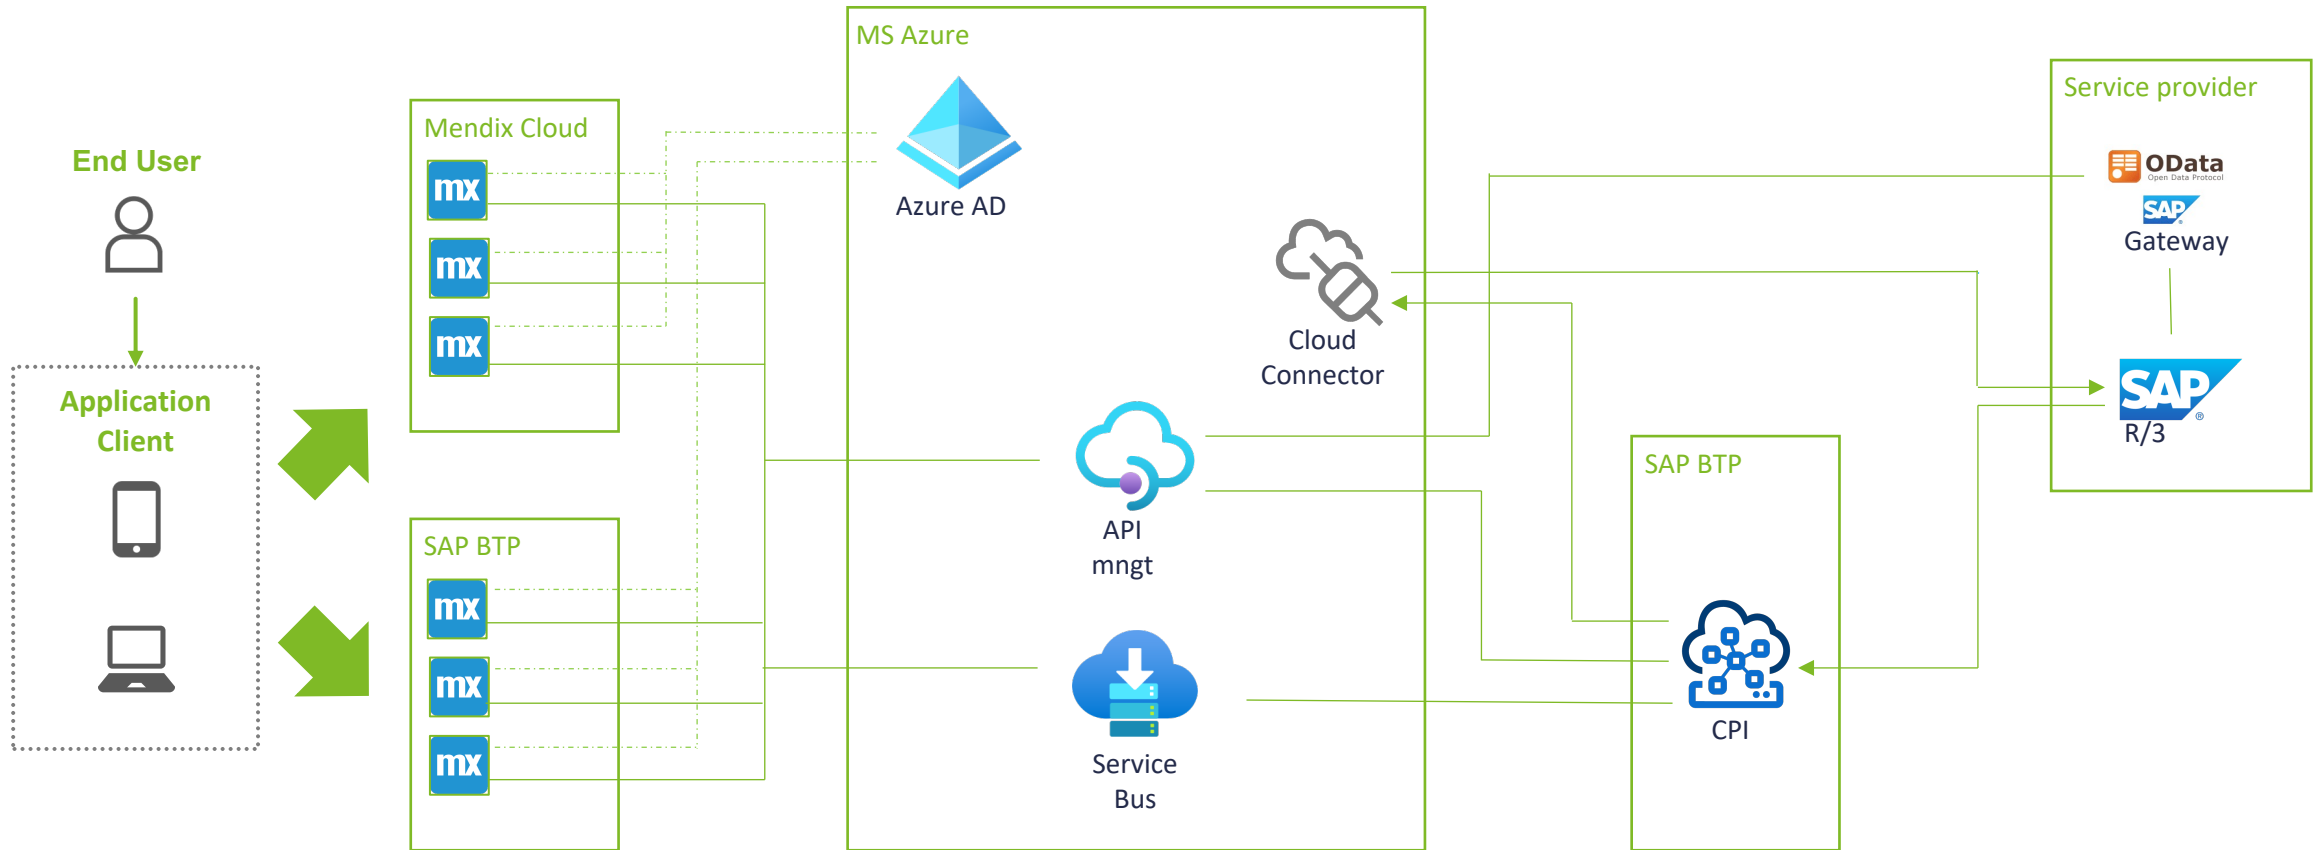 End User
Application
Client
Mendix Cloud
mx
mx
mx
SAP BTP
mx
mx
mx
MS Azure
Azure AD
Cloud
Connector
API
mngt
Service
Bus
SAP BTP
CPI
Service provider
OData
Open Data Protocol
SAP®
Gateway
SAP®
R/3